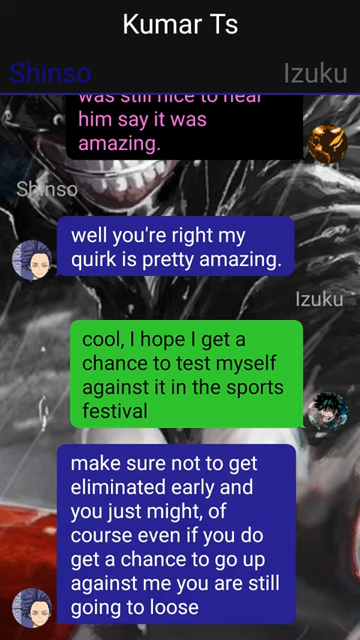 Kumar Ts
Shinso
Izuku
was still nice to hear
him say it was
amazing.
Shinso
well you're right my
quirk is pretty amazing.
Izuku
cool, I hope I get a
chance to test myself
against it in the sports
festival
make sure not to get
eliminated early and
you just might, of
course even if you do
get a chance to go up
against me you are still
going to loose